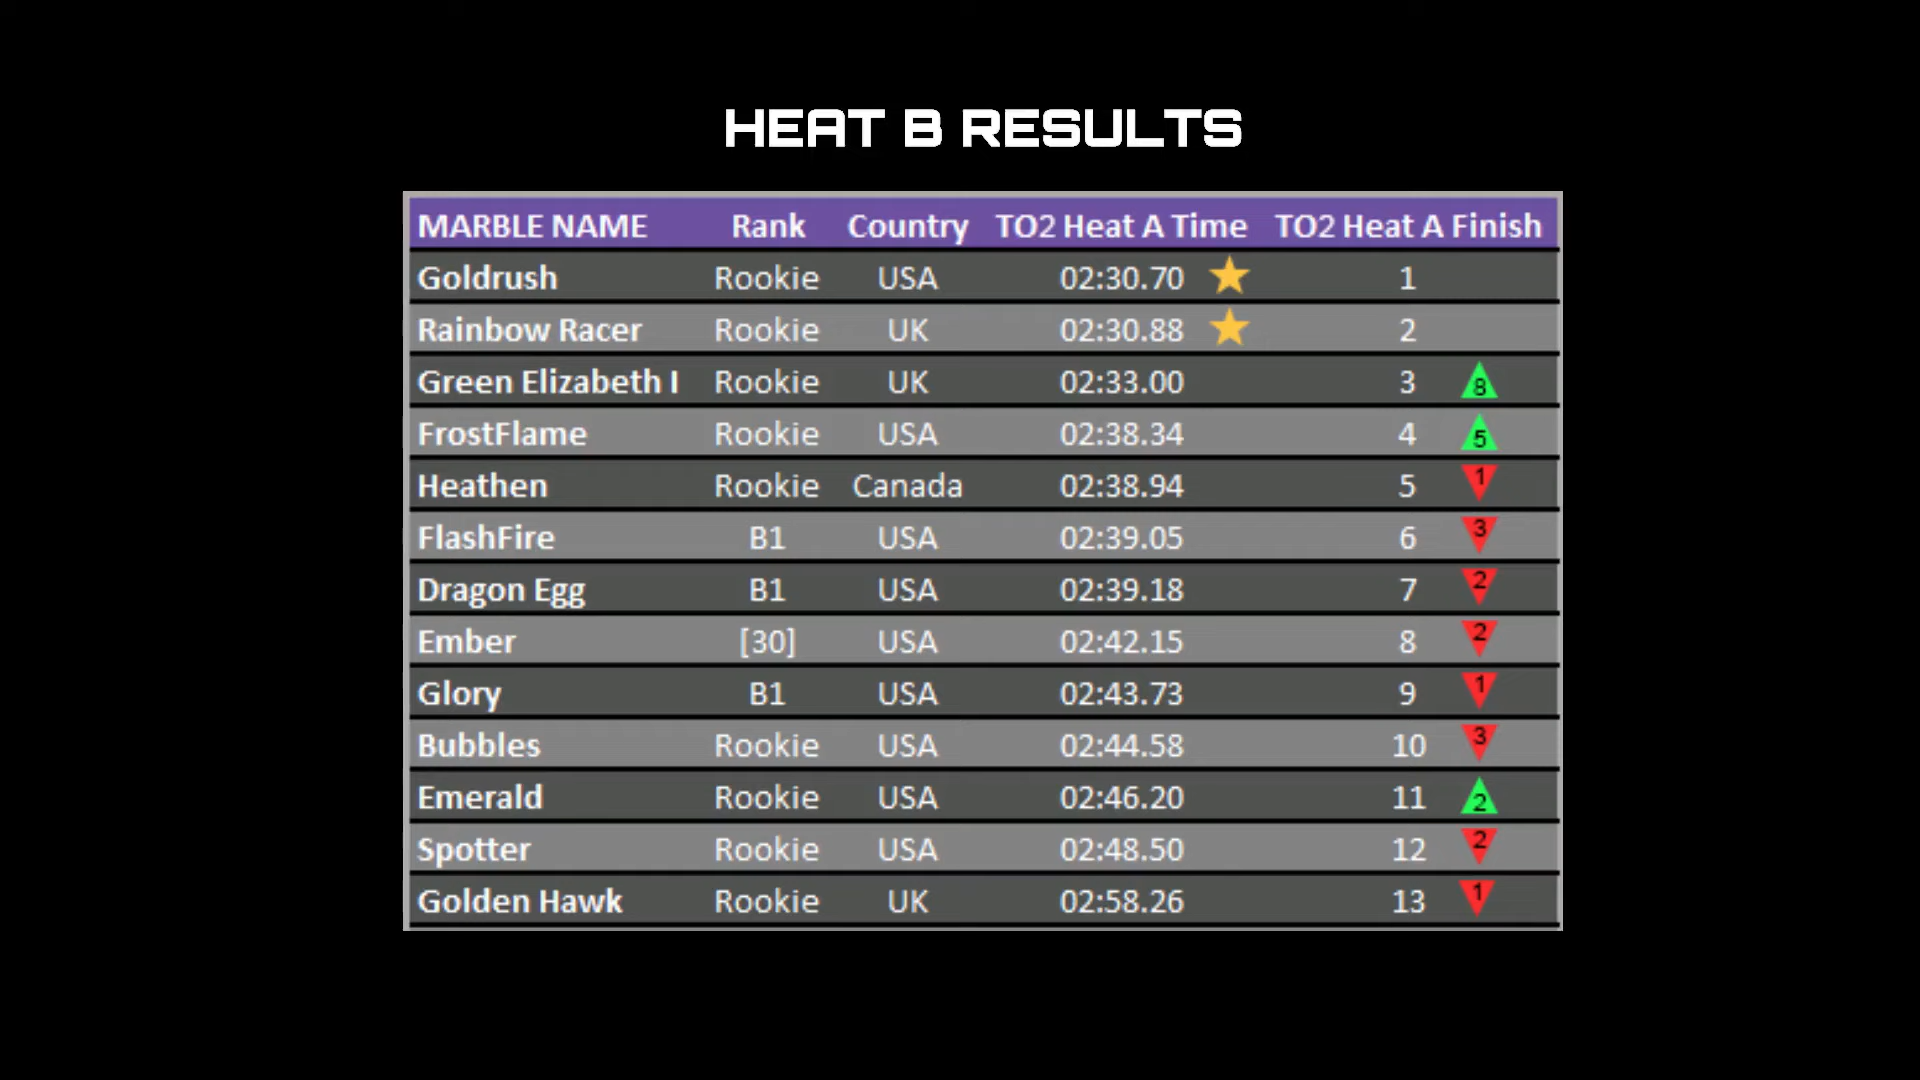 HEAT B RESULTS
MARBLE NAME Rank Country TO2 Heat A Time TO2 Heat A Finish
Goldrush Rookie USA 02:30.70 1
Rainbow Racer Rookie UK 02:30.88 2
Green Elizabeth I Rookie UK 02:33.00 3 8
FrostFlame Rookie USA 02:38.34 4 5
Heathen Rookie Canada 02:38.94 5 1
FlashFire B1 USA 02:39.05 6 3
Dragon Egg B1 USA 02:39.18 7 2
Ember [30] USA 02:42.15 8 2
Glory B1 USA 02:43.73 9 1
Bubbles Rookie USA 02:44.58 10 3
Emerald Rookie USA 02:46.20 11 2
Spotter Rookie USA 02:48.50 12 2
Golden Hawk Rookie UK 02:58.26 13 1